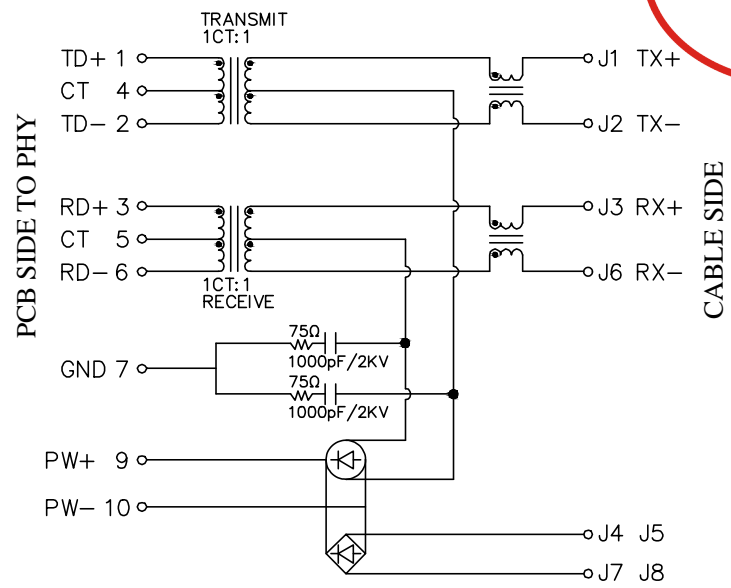 TRANSMIT
1CT:1
TD+ 1
CT 4
TD- 2
J1 TX+
J2 TX-
PCB SIDE TO PHY
CABLE SIDE
RD+ 3
CT 5
RD- 6
1CT:1
RECEIVE
J3 RX+
J6 RX-
75Ω
1000pF/2KV
GND 7
75Ω
1000pF/2KV
PW+ 9
PW- 10
J4 J5
J7 J8